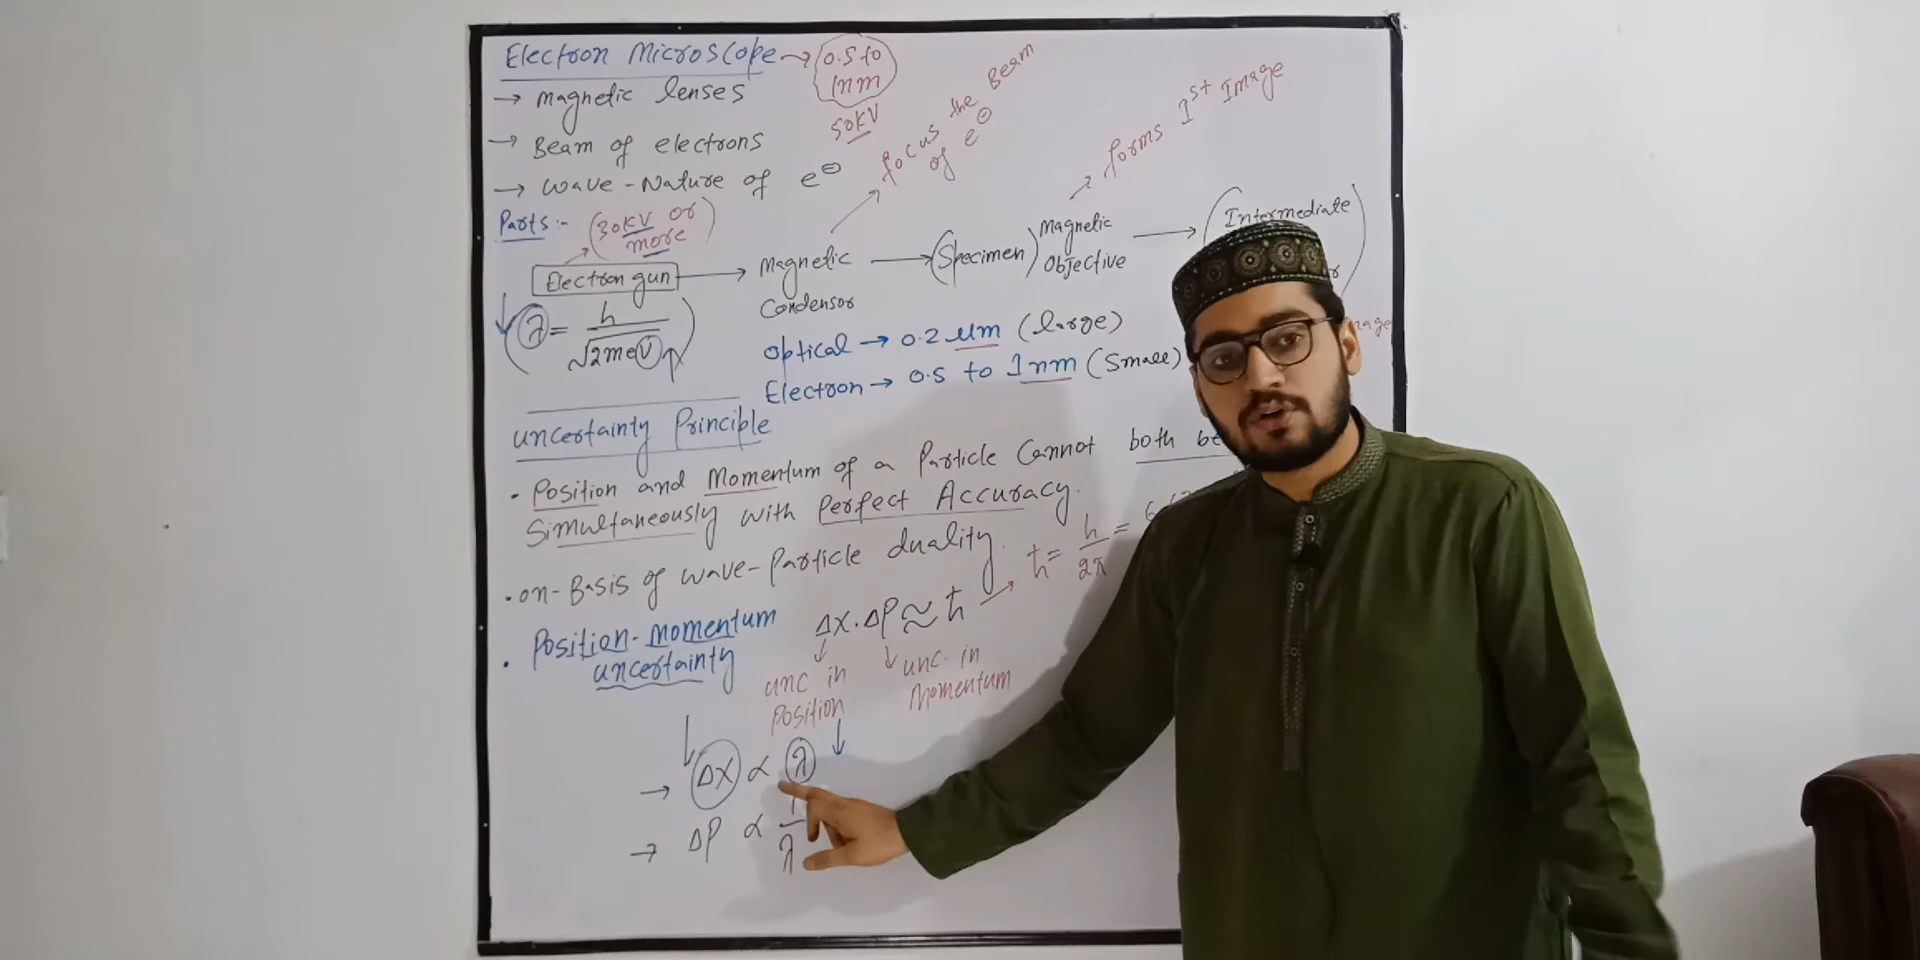 Electron Microscope → 0.5 to 1nm
50kV
→ Magnetic lenses
→ Beam of electrons
→ wave-Nature of e⊖
Parts:- (30kV or more
Electron gun → Magnetic Condensor → (Specimen) Magnetic Objective → (Intermediate
focus the Beam of e⊖
forms 1st Image
λ = h / √2meV
Optical → 0.2 μm (large)
Electron → 0.5 to 1nm (Small)
uncertainty Principle
• Position and Momentum of a Particle Cannot both be
Simultaneously with Perfect Accuracy.
• on-Basis of wave-Particle duality.
• Position-momentum uncertainty
Δx.ΔP ≈ ħ → ħ = h/2π =
unc in Position
unc. in Momentum
→ Δx ∝ λ
→ ΔP ∝ 1/λ